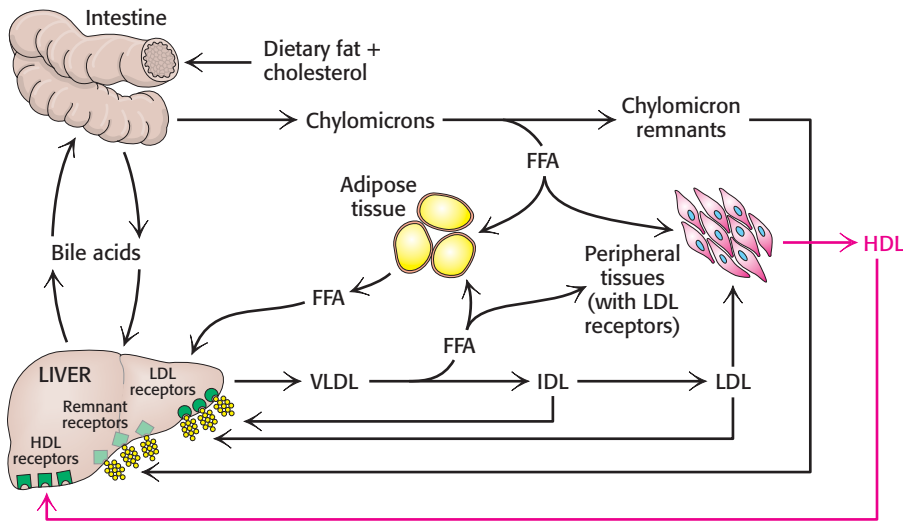 Intestine
Dietary fat +
cholesterol
Chylomicrons
Chylomicron
remnants
FFA
Adipose
tissue
Bile acids
Peripheral
tissues
(with LDL
receptors)
HDL
FFA
FFA
LIVER
LDL
receptors
Remnant
receptors
HDL
receptors
VLDL
IDL
LDL